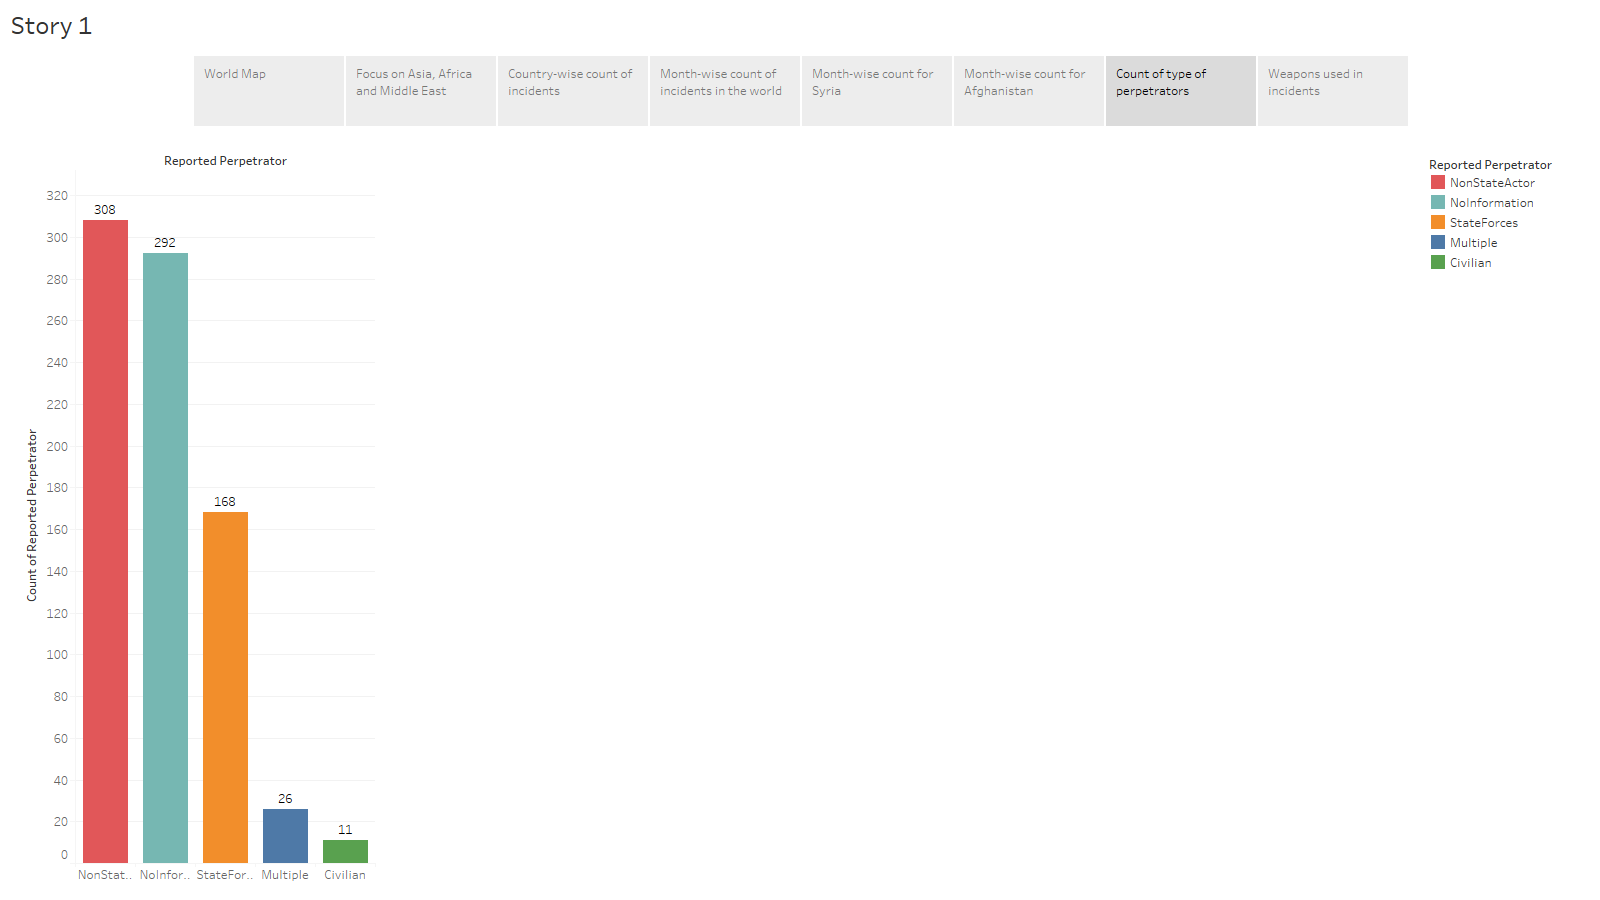 Story 1
World Map
Focus on Asia, Africa
and Middle East
Country-wise count of
incidents
Month-wise count of
incidents in the world
Month-wise count for
Syria
Month-wise count for
Afghanistan
Count of type of
perpetrators
Weapons used in
incidents
Reported Perpetrator
Count of Reported Perpetrator
320
300
280
260
240
220
200
180
160
140
120
100
80
60
40
20
0
308
292
168
26
11
NonStat..
NoInfor..
StateFor..
Multiple
Civilian
Reported Perpetrator
NonStateActor
NoInformation
StateForces
Multiple
Civilian